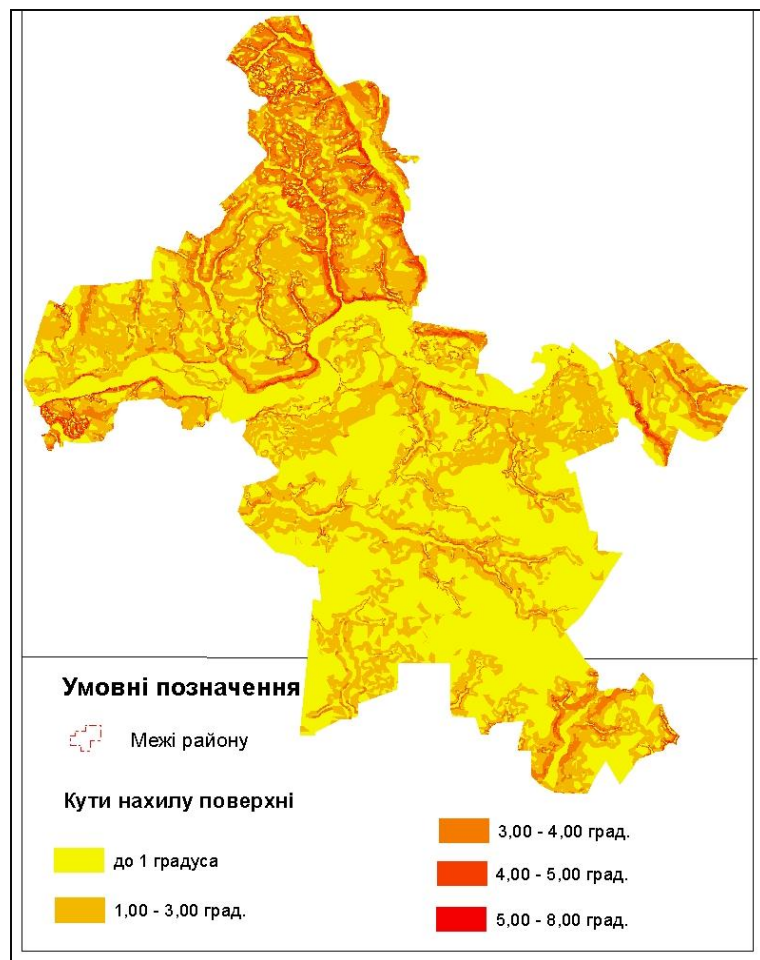 Умовні позначення
Межі району
Кути нахилу поверхні
до 1 градуса
1,00 - 3,00 град.
3,00 - 4,00 град.
4,00 - 5,00 град.
5,00 - 8,00 град.